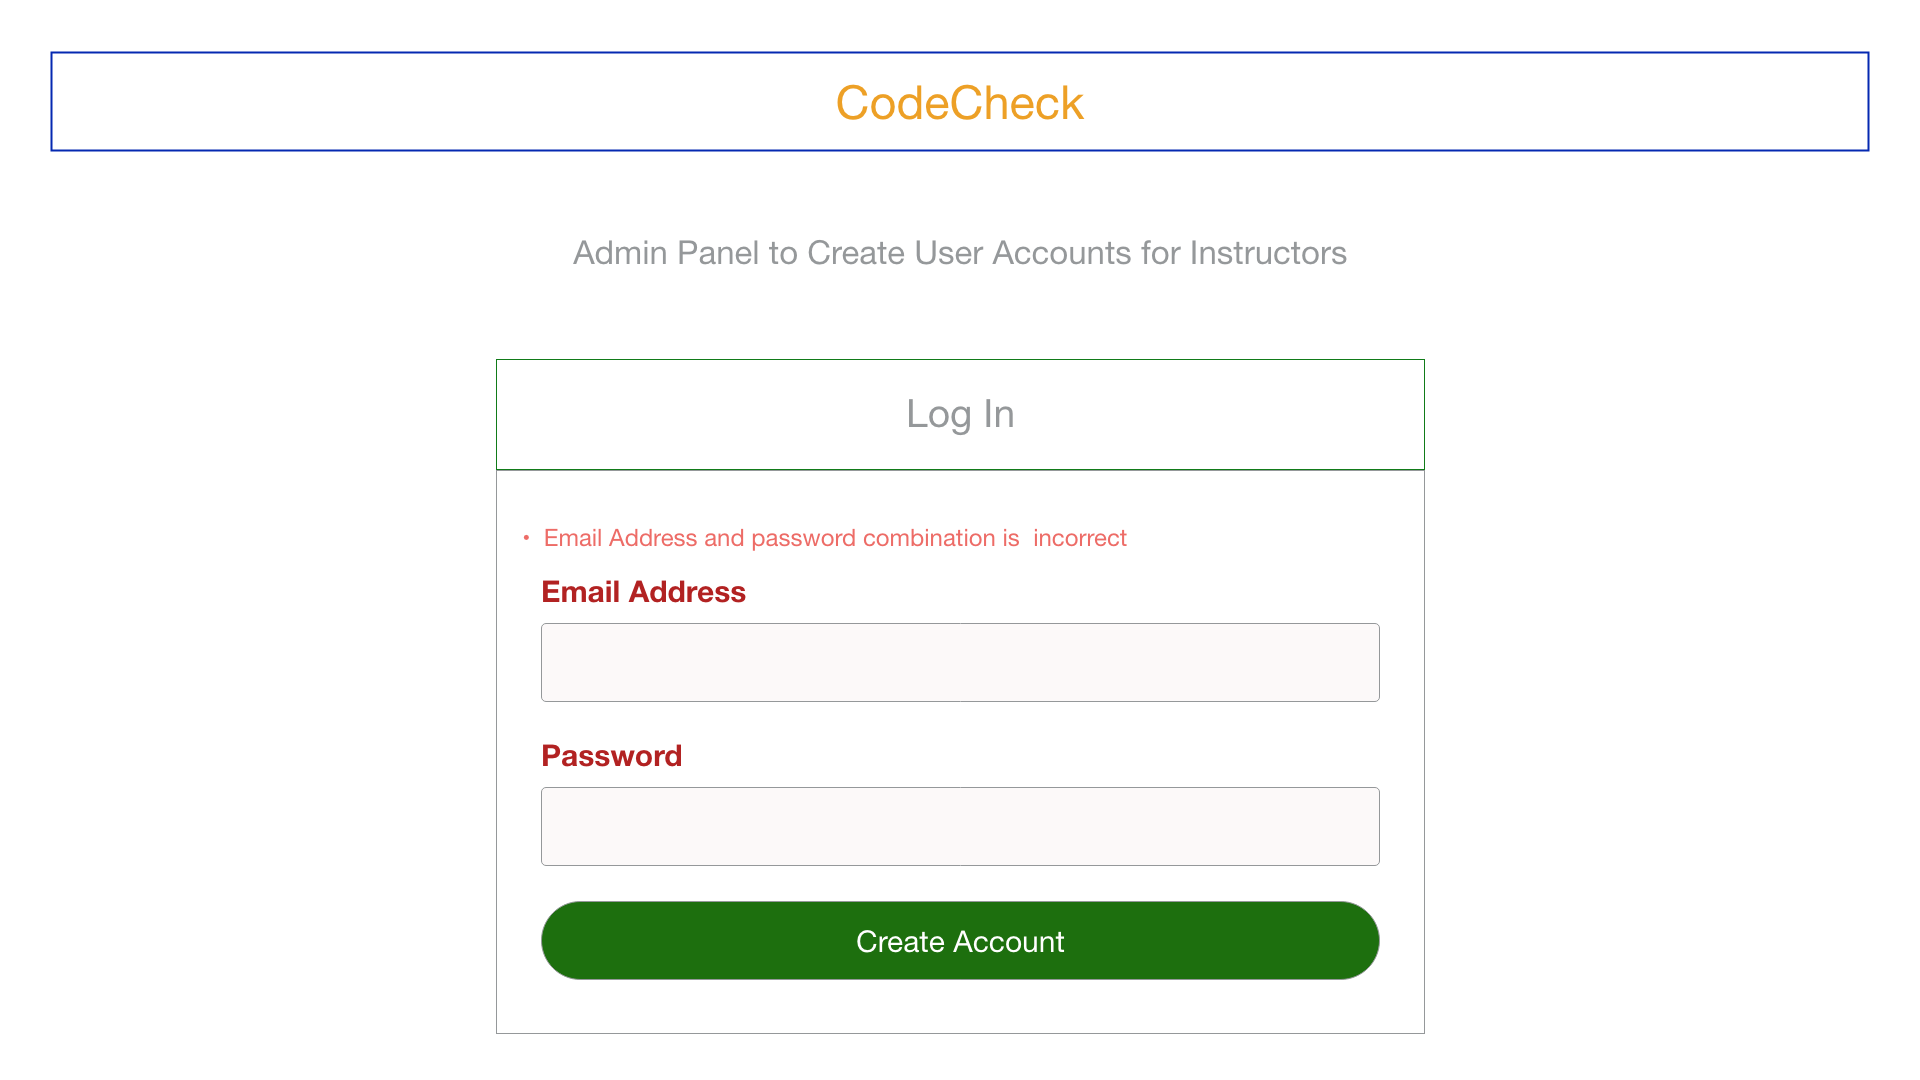 CodeCheck
Admin Panel to Create User Accounts for Instructors
Log In
• Email Address and password combination is  incorrect
Email Address
Password
Create Account